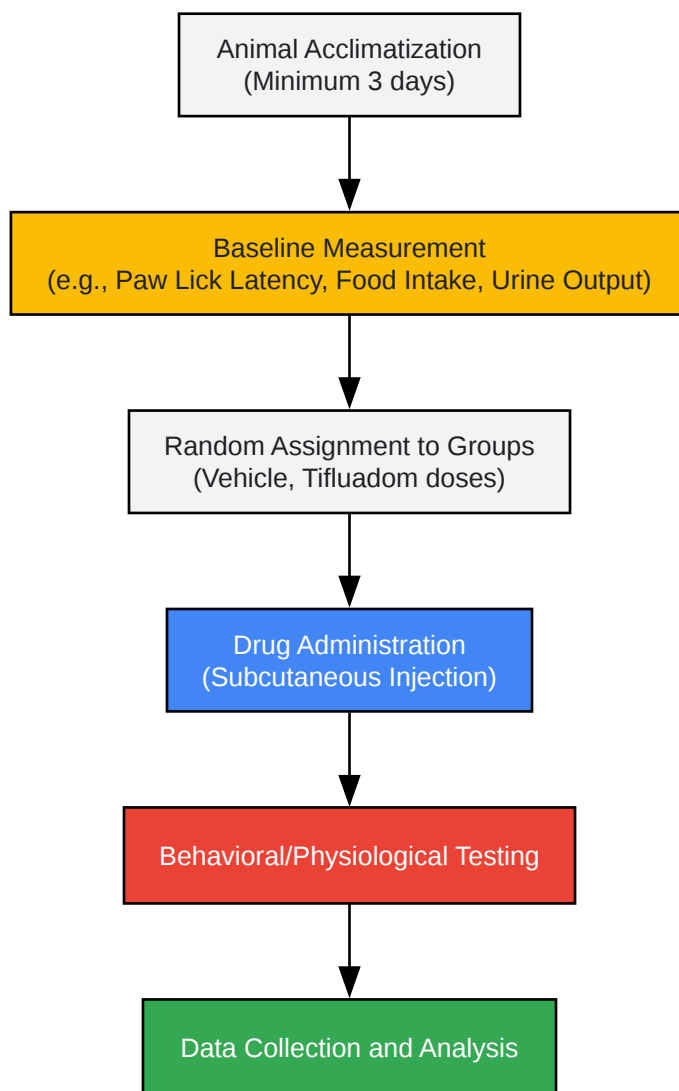 Animal Acclimatization
(Minimum 3 days)
Baseline Measurement
(e.g., Paw Lick Latency, Food Intake, Urine Output)
Random Assignment to Groups
(Vehicle, Tifluadom doses)
Drug Administration
(Subcutaneous Injection)
Behavioral/Physiological Testing
Data Collection and Analysis